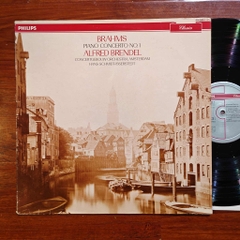 PHILIPS
Classics
BRAHMS
PIANO CONCERTO NO. 1
ALFRED BRENDEL
CONCERTGEBOUW ORCHESTRA, AMSTERDAM
HANS SCHMIDT-ISSERSTEDT